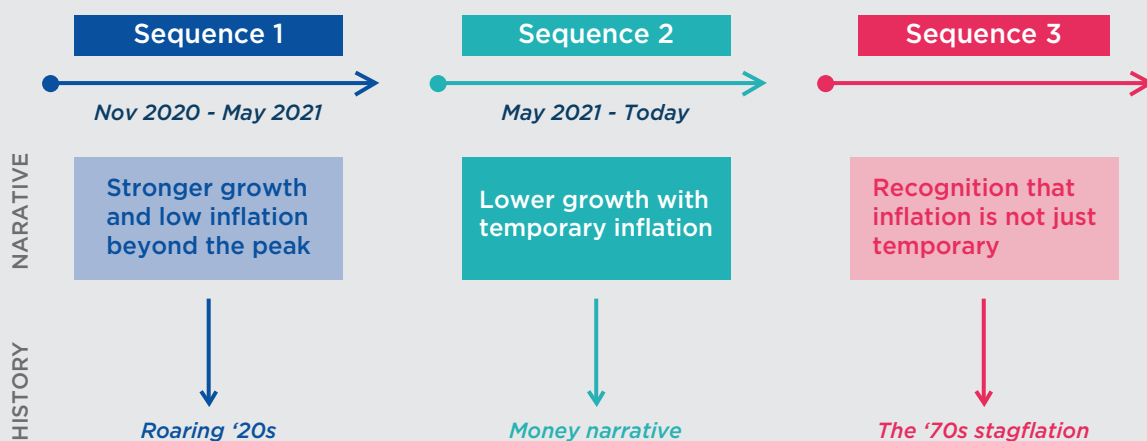 Sequence 1
Sequence 2
Sequence 3
Nov 2020 - May 2021
May 2021 - Today
NARRATIVE
Stronger growth
and low inflation
beyond the peak
Lower growth with
temporary inflation
Recognition that
inflation is not just
temporary
HISTORY
Roaring ‘20s
Money narrative
The ‘70s stagflation